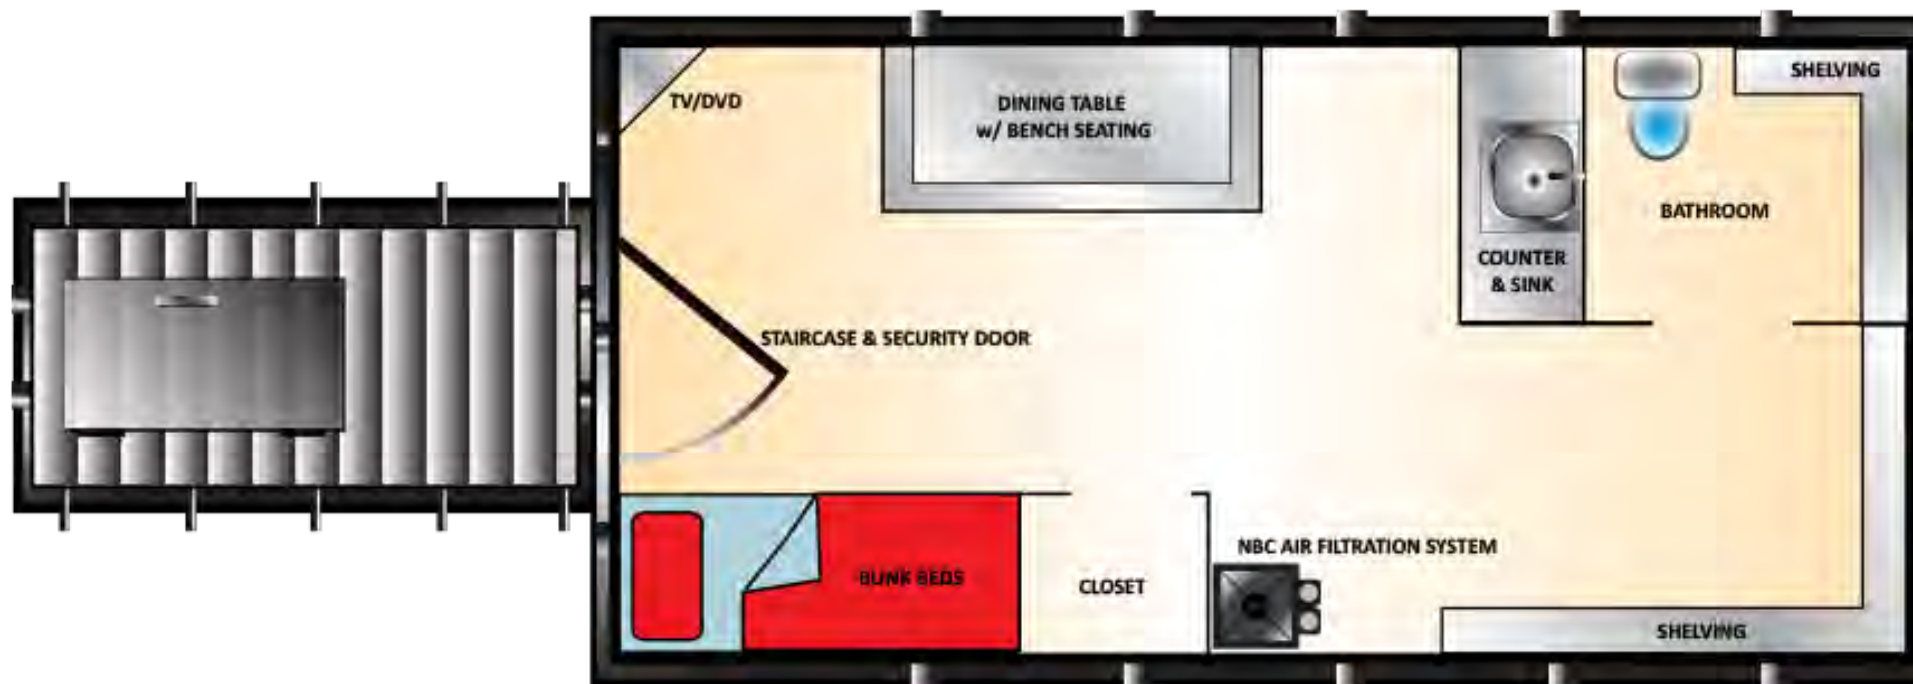 SHELVING
TV/DVD
DINING TABLE
w/ BENCH SEATING
BATHROOM
COUNTER
& SINK
STAIRCASE & SECURITY DOOR
NBC AIR FILTRATION SYSTEM
BUNK BEDS
CLOSET
SHELVING